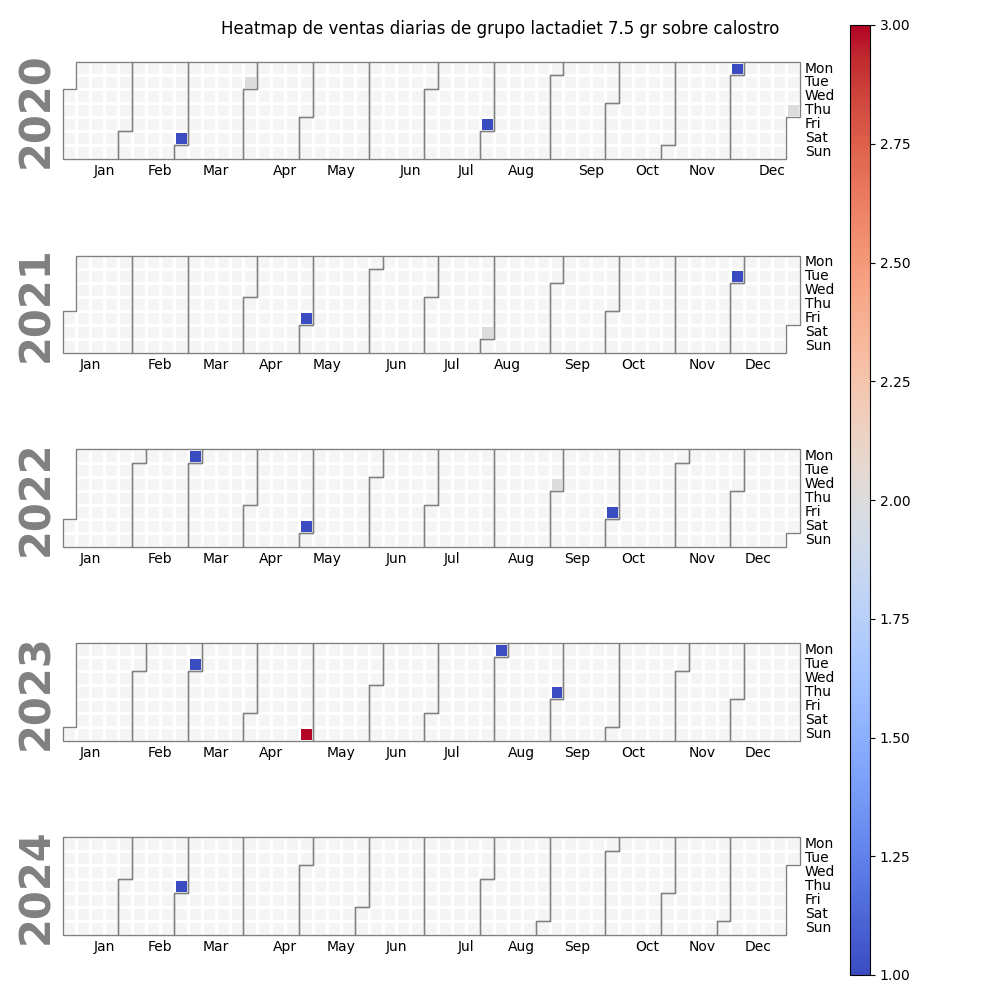 Heatmap de ventas diarias de grupo lactadiet 7.5 gr sobre calostro
2020
Mon
Tue
Wed
Thu
Fri
Sat
Sun
Jan Feb Mar Apr May Jun Jul Aug Sep Oct Nov Dec
2021
Mon
Tue
Wed
Thu
Fri
Sat
Sun
Jan Feb Mar Apr May Jun Jul Aug Sep Oct Nov Dec
2022
Mon
Tue
Wed
Thu
Fri
Sat
Sun
Jan Feb Mar Apr May Jun Jul Aug Sep Oct Nov Dec
2023
Mon
Tue
Wed
Thu
Fri
Sat
Sun
Jan Feb Mar Apr May Jun Jul Aug Sep Oct Nov Dec
2024
Mon
Tue
Wed
Thu
Fri
Sat
Sun
Jan Feb Mar Apr May Jun Jul Aug Sep Oct Nov Dec
3.00
2.75
2.50
2.25
2.00
1.75
1.50
1.25
1.00